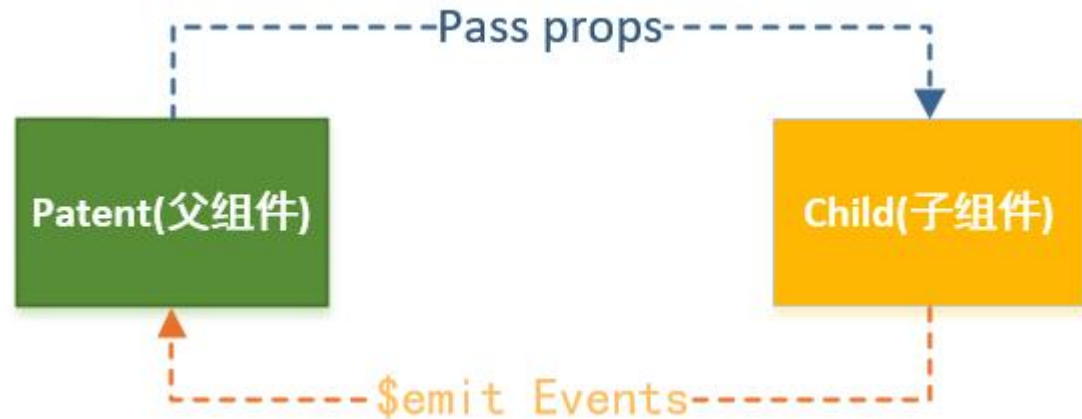 Pass props
Patent(父组件)
Child(子组件)
$emit Events